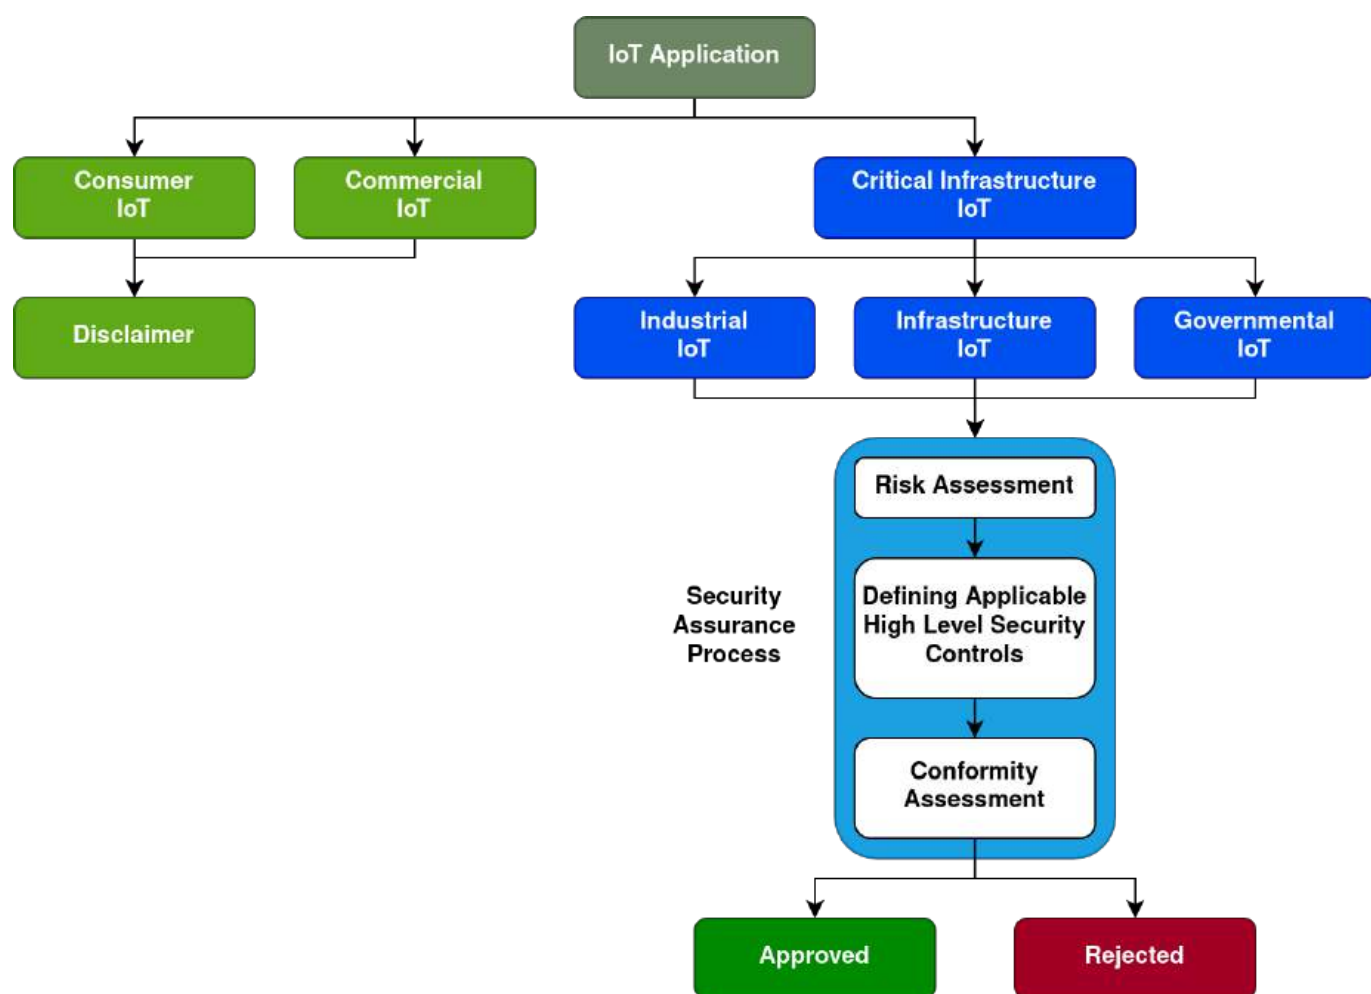 IoT Application
Consumer
IoT
Commercial
IoT
Critical Infrastructure
IoT
Disclaimer
Industrial
IoT
Infrastructure
IoT
Governmental
IoT
Risk Assessment
Security
Assurance
Process
Defining Applicable
High Level Security
Controls
Conformity
Assessment
Approved
Rejected